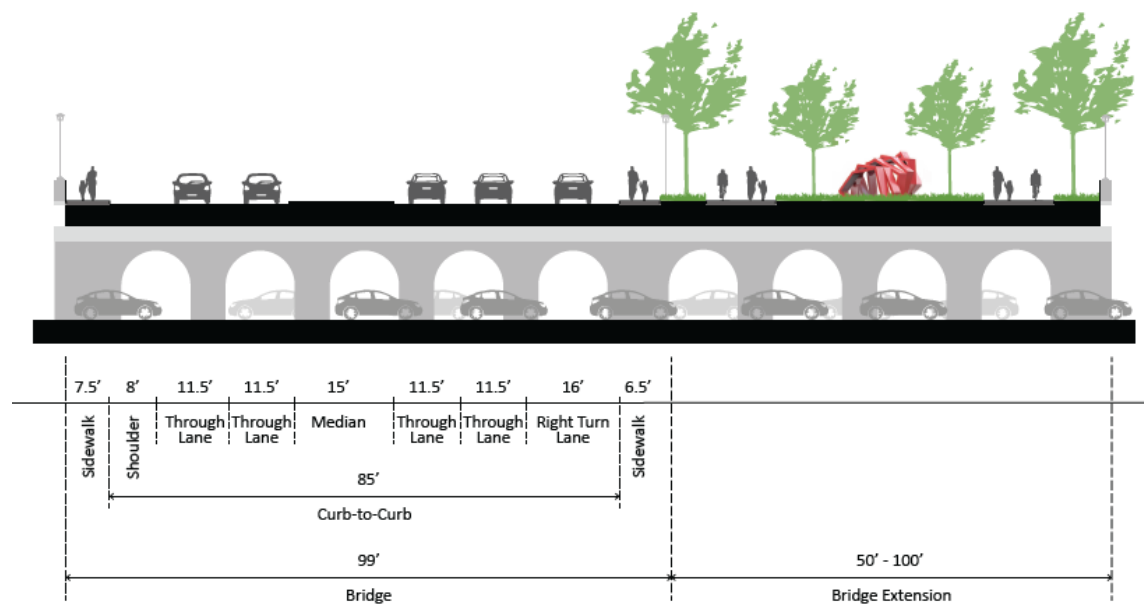 7.5’ 8’ 11.5’ 11.5’ 15’ 11.5’ 11.5’ 16’ 6.5’
Sidewalk Shoulder Through Lane Through Lane Median Through Lane Through Lane Right Turn Lane Sidewalk
85’
Curb-to-Curb
99’ 50’ - 100’
Bridge Bridge Extension